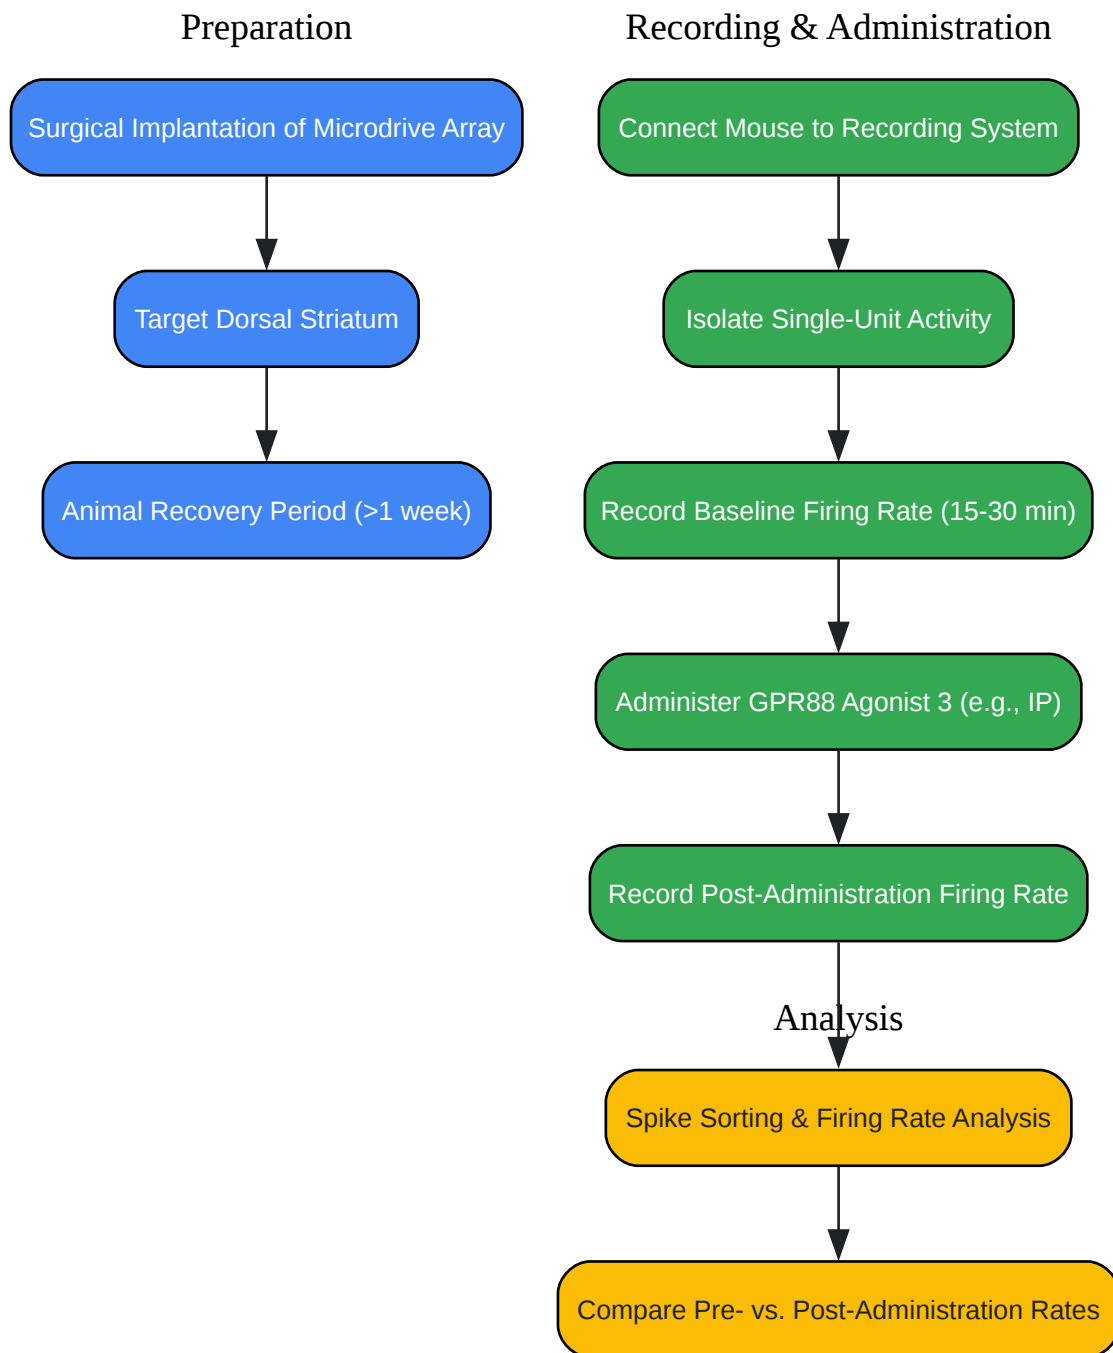 Preparation
Surgical Implantation of Microdrive Array
Target Dorsal Striatum
Animal Recovery Period (>1 week)
Recording & Administration
Connect Mouse to Recording System
Isolate Single-Unit Activity
Record Baseline Firing Rate (15-30 min)
Administer GPR88 Agonist 3 (e.g., IP)
Record Post-Administration Firing Rate
Analysis
Spike Sorting & Firing Rate Analysis
Compare Pre- vs. Post-Administration Rates